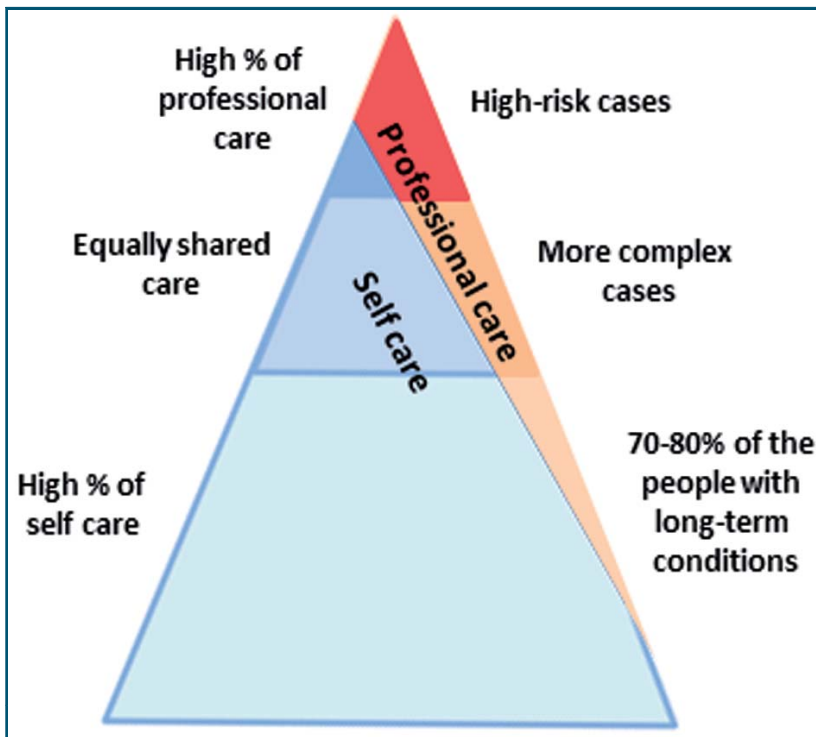 High % of
professional
care
High-risk cases
Professional care
Equally shared
care
More complex
cases
Self care
High % of
self care
70-80% of the
people with
long-term
conditions